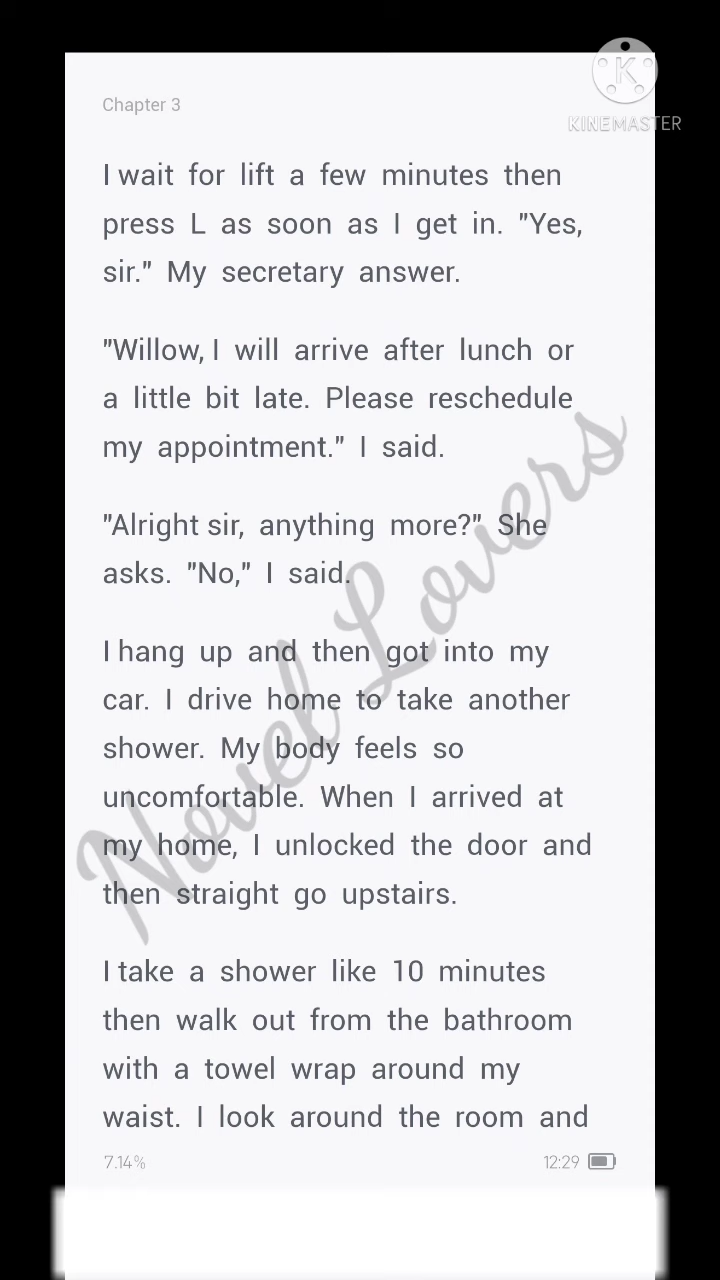 Chapter 3
KINEMASTER
I wait for lift a few minutes then
press L as soon as I get in. "Yes,
sir." My secretary answer.
"Willow, I will arrive after lunch or
a little bit late. Please reschedule
my appointment." I said.
"Alright sir, anything more?" She
asks. "No," I said.
I hang up and then got into my
car. I drive home to take another
shower. My body feels so
uncomfortable. When I arrived at
my home, I unlocked the door and
then straight go upstairs.
I take a shower like 10 minutes
then walk out from the bathroom
with a towel wrap around my
waist. I look around the room and
7.14%
12:29
Novel Lovers